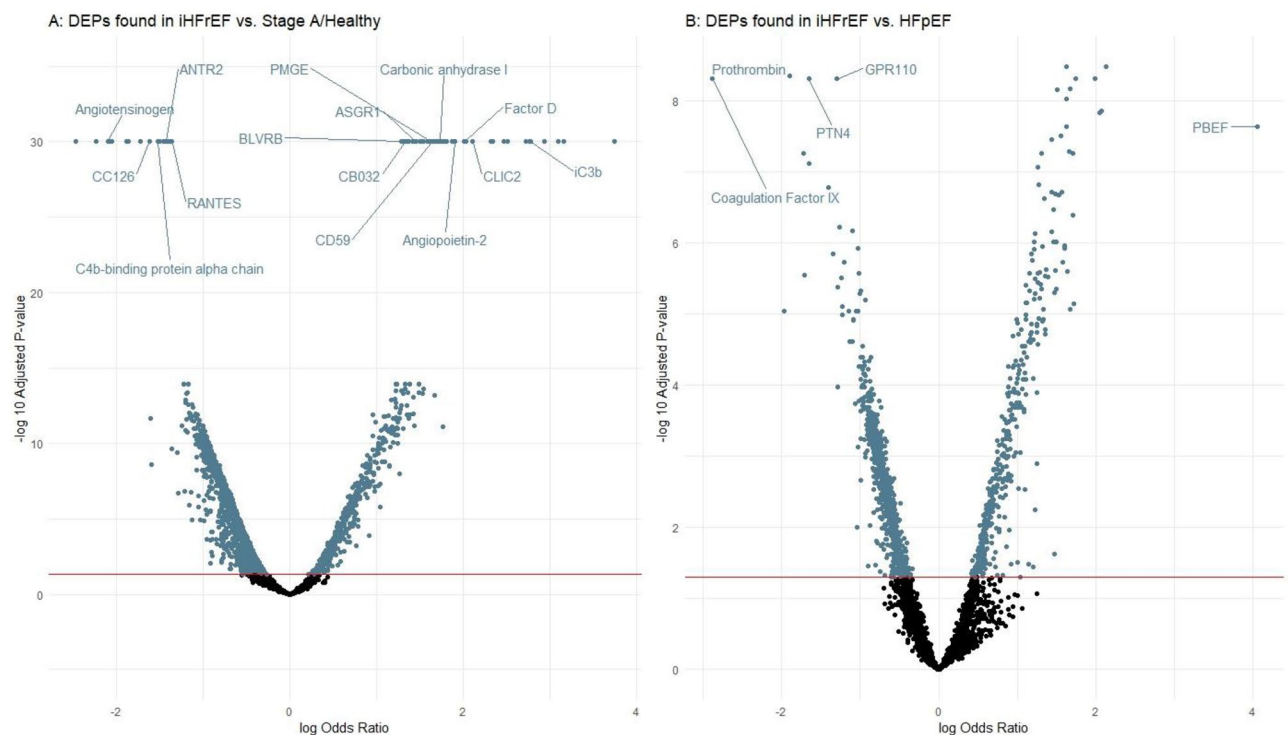 A: DEPs found in iHFrEF vs. Stage A/Healthy
ANTR2
PMGE
Carbonic anhydrase I
Angiotensinogen
ASGR1
Factor D
BLVRB
30
CC126
CB032
CLIC2
iC3b
RANTES
CD59
Angiopoietin-2
C4b-binding protein alpha chain
20
-log 10 Adjusted P-value
10
0
-2
0
2
4
log Odds Ratio
B: DEPs found in iHFrEF vs. HFpEF
Prothrombin
GPR110
8
PTN4
PBEF
Coagulation Factor IX
6
-log 10 Adjusted P-value
4
2
0
-2
0
2
4
log Odds Ratio